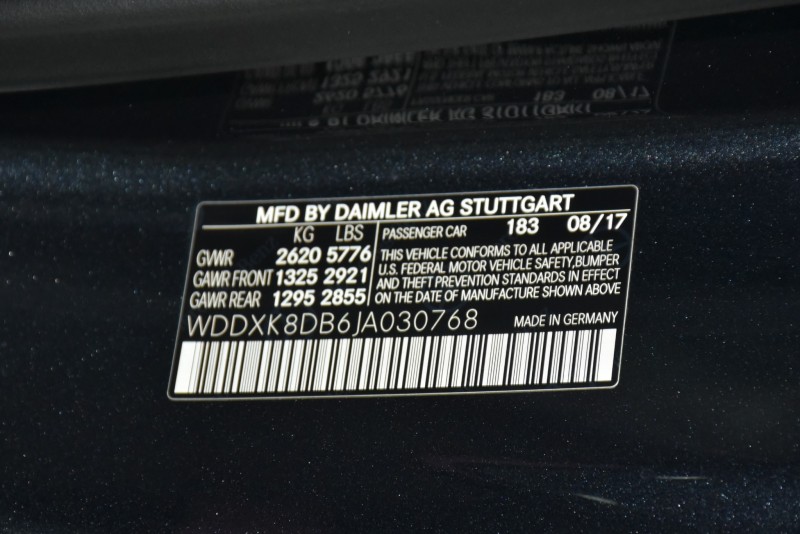 MFD BY DAIMLER AG STUTTGART
KG LBS
GVWR 2620 5776
GAWR FRONT 1325 2921
GAWR REAR 1295 2855
PASSENGER CAR 183 08/17
THIS VEHICLE CONFORMS TO ALL APPLICABLE
U.S. FEDERAL MOTOR VEHICLE SAFETY,BUMPER
AND THEFT PREVENTION STANDARDS IN EFFECT
ON THE DATE OF MANUFACTURE SHOWN ABOVE
WDDXK8DB6JA030768 MADE IN GERMANY